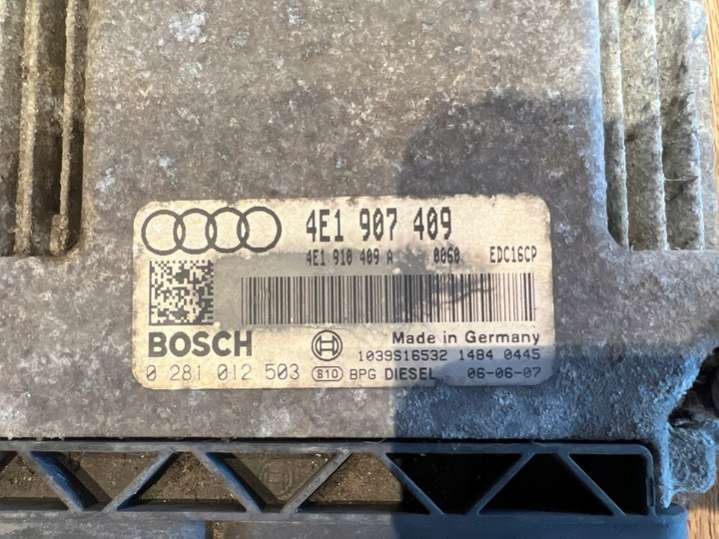 4E1 907 409
4E1 910 409 A 0060 EDC16CP
BOSCH Made in Germany
1039S16532 1484 0445
0 281 012 503 810 BPG DIESEL 06-06-07